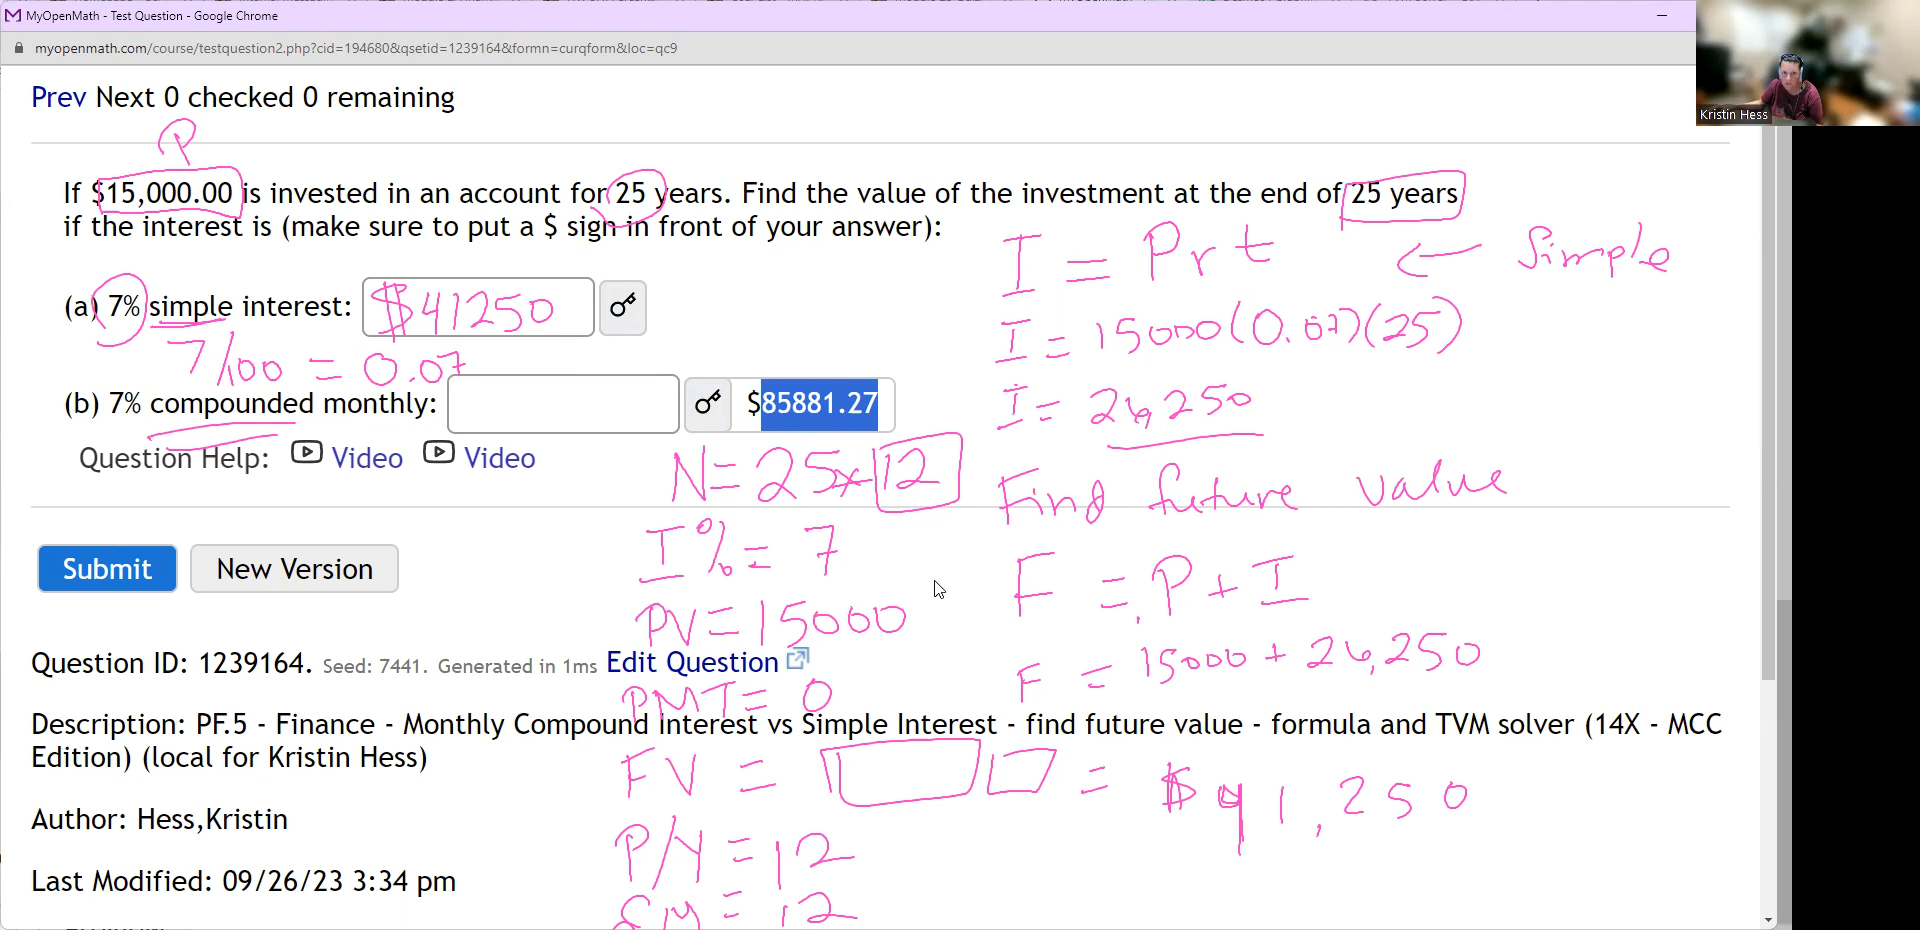 MyOpenMath - Test Question - Google Chrome
myopenmath.com/course/testquestion2.php?cid=194680&qsetid=1239164&formn=curqform&loc=qc9
Kristin Hess
Prev Next 0 checked 0 remaining
P
If $15,000.00 is invested in an account for 25 years. Find the value of the investment at the end of 25 years
if the interest is (make sure to put a $ sign in front of your answer):
I = Prt ← Simple
(a) 7% simple interest: $41250
I = 15000(0.07)(25)
7/100 = 0.07
(b) 7% compounded monthly: $85881.27
I = 26,250
Question Help: Video Video
N = 25 × 12
Find future value
I% = 7
Submit New Version
F = P + I
PV = 15000
Question ID: 1239164. Seed: 7441. Generated in 1ms Edit Question
F = 15000 + 26,250
PMT = 0
Description: PF.5 - Finance - Monthly Compound Interest vs Simple Interest - find future value - formula and TVM solver (14X - MCC
Edition) (local for Kristin Hess)
FV =
= $41,250
Author: Hess,Kristin
P/Y = 12
Last Modified: 09/26/23 3:34 pm
= 12